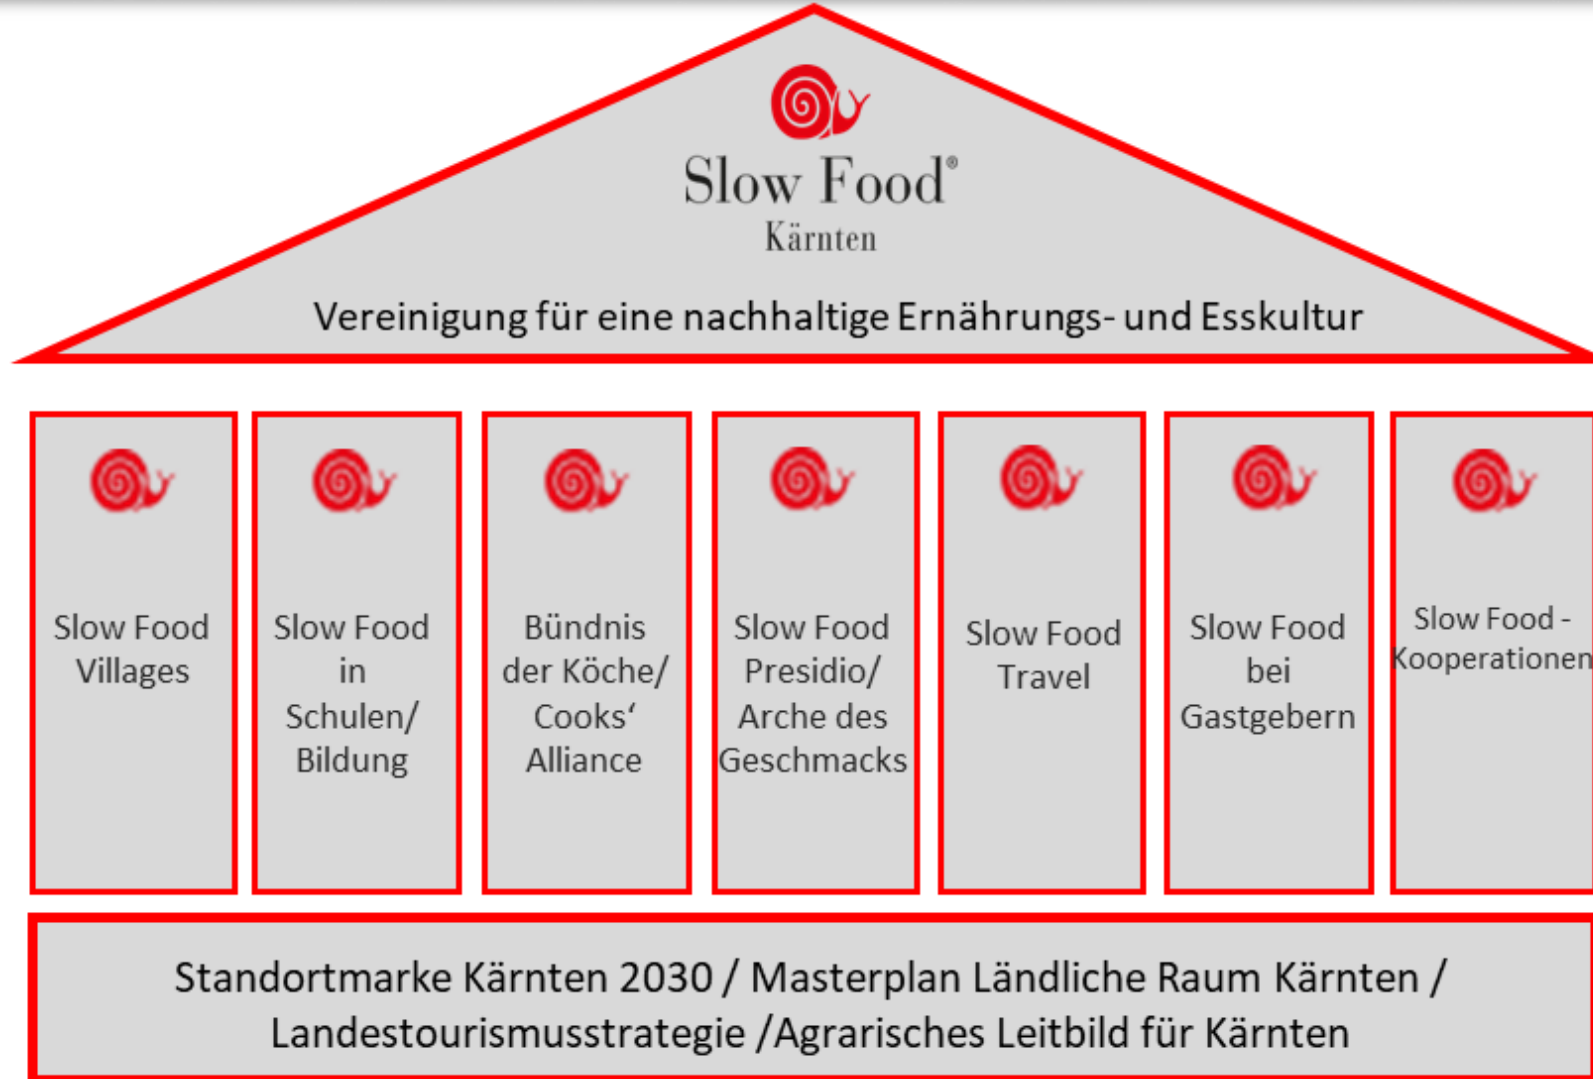 Slow Food®
Kärnten
Vereinigung für eine nachhaltige Ernährungs- und Esskultur
Slow Food
Villages
Slow Food
in
Schulen/
Bildung
Bündnis
der Köche/
Cooks‘
Alliance
Slow Food
Presidio/
Arche des
Geschmacks
Slow Food
Travel
Slow Food
bei
Gastgebern
Slow Food -
Kooperationen
Standortmarke Kärnten 2030 / Masterplan Ländliche Raum Kärnten /
Landestourismusstrategie /Agrarisches Leitbild für Kärnten